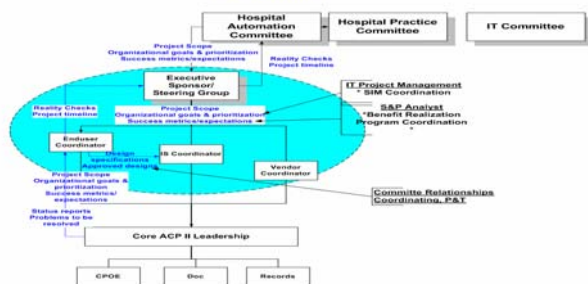 Hospital
Automation
Committee
Hospital Practice
Committee
IT Committee
Project Scope
Organizational goals & prioritization
Success metrics/expectations
Reality Checks
Project timeline
Executive
Sponsor/
Steering Group
IT Project Management
* SIM Coordination
Reality Checks
Project timeline
Project Scope
Organizational goals & prioritization
Success metrics/expectations
S&P Analyst
*Benefit Realization
Program Coordination
*
Enduser
Coordinator
Design
specifications
Approved designs
IS Coordinator
Vendor
Coordinator
Project Scope
Organizational goals &
prioritization
Success metrics/
expectations
Committe Relationships
Coordinating, P&T
Status reports
Problems to be
resolved
Core ACP II Leadership
CPOE
Doc
Records